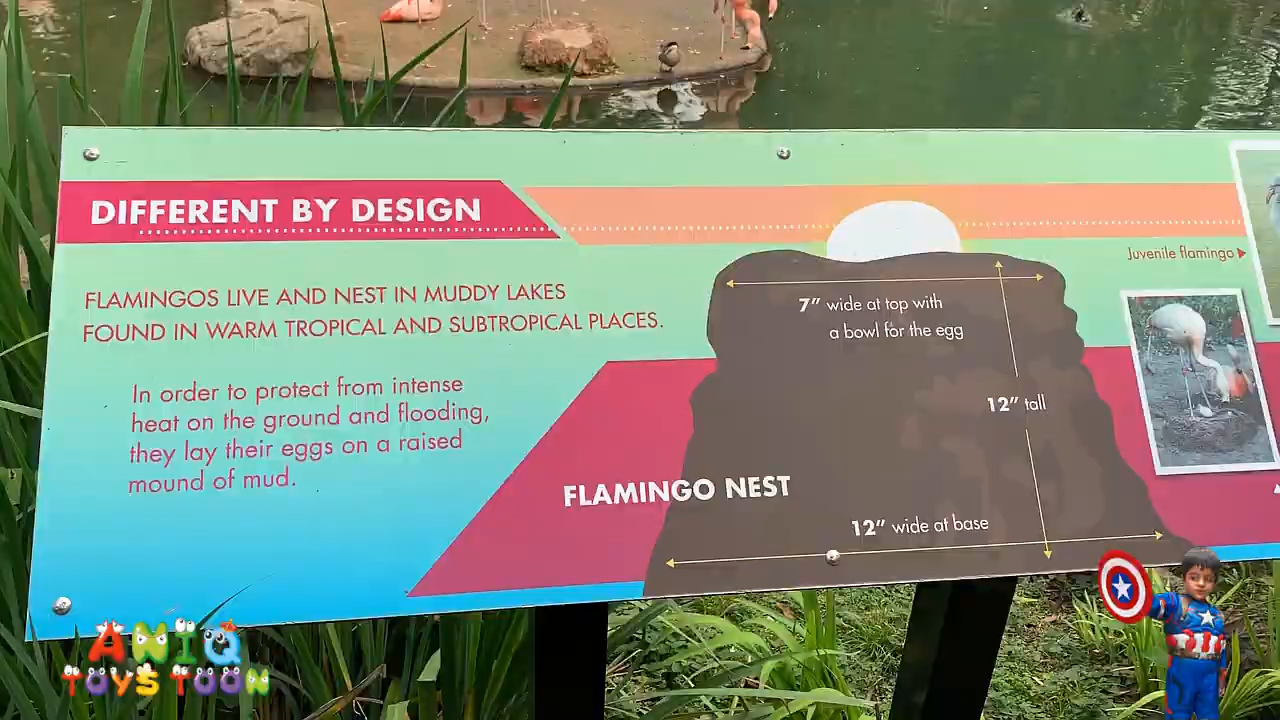 DIFFERENT BY DESIGN
FLAMINGOS LIVE AND NEST IN MUDDY LAKES
FOUND IN WARM TROPICAL AND SUBTROPICAL PLACES.
In order to protect from intense
heat on the ground and flooding,
they lay their eggs on a raised
mound of mud.
Juvenile flamingo
7” wide at top with
a bowl for the egg
12” tall
FLAMINGO NEST
12” wide at base
ANIQ
TOYS TOON